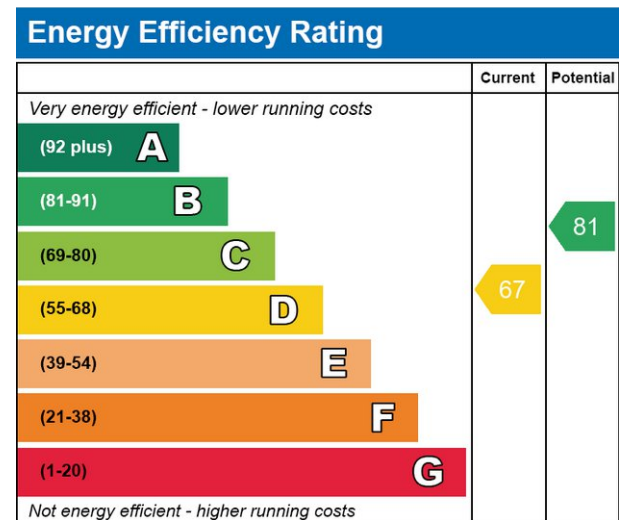 Energy Efficiency Rating
Current Potential
Very energy efficient - lower running costs
(92 plus) A
(81-91) B
81
(69-80) C
67
(55-68) D
(39-54) E
(21-38) F
(1-20) G
Not energy efficient - higher running costs